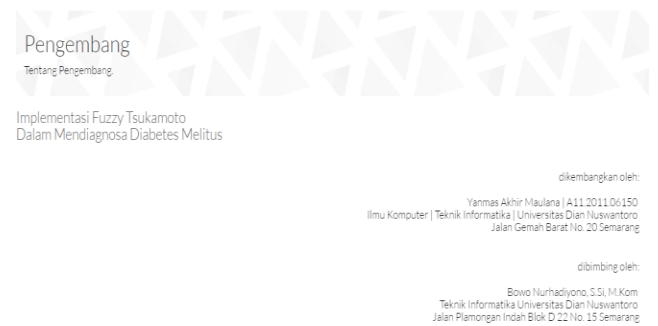 Pengembang
Tentang Pengembang.
Implementasi Fuzzy Tsukamoto
Dalam Mendiagnosa Diabetes Melitus
dikembangkan oleh:
Yanmas Akhir Maulana | A11.2011.06150
Ilmu Komputer | Teknik Informatika | Universitas Dian Nuswantoro
Jalan Gemah Barat No. 20 Semarang
dibimbing oleh:
Bowo Nurhadiyono, S.Si, M.Kom
Teknik Informatika Universitas Dian Nuswantoro
Jalan Plamongan Indah Blok D 22 No. 15 Semarang